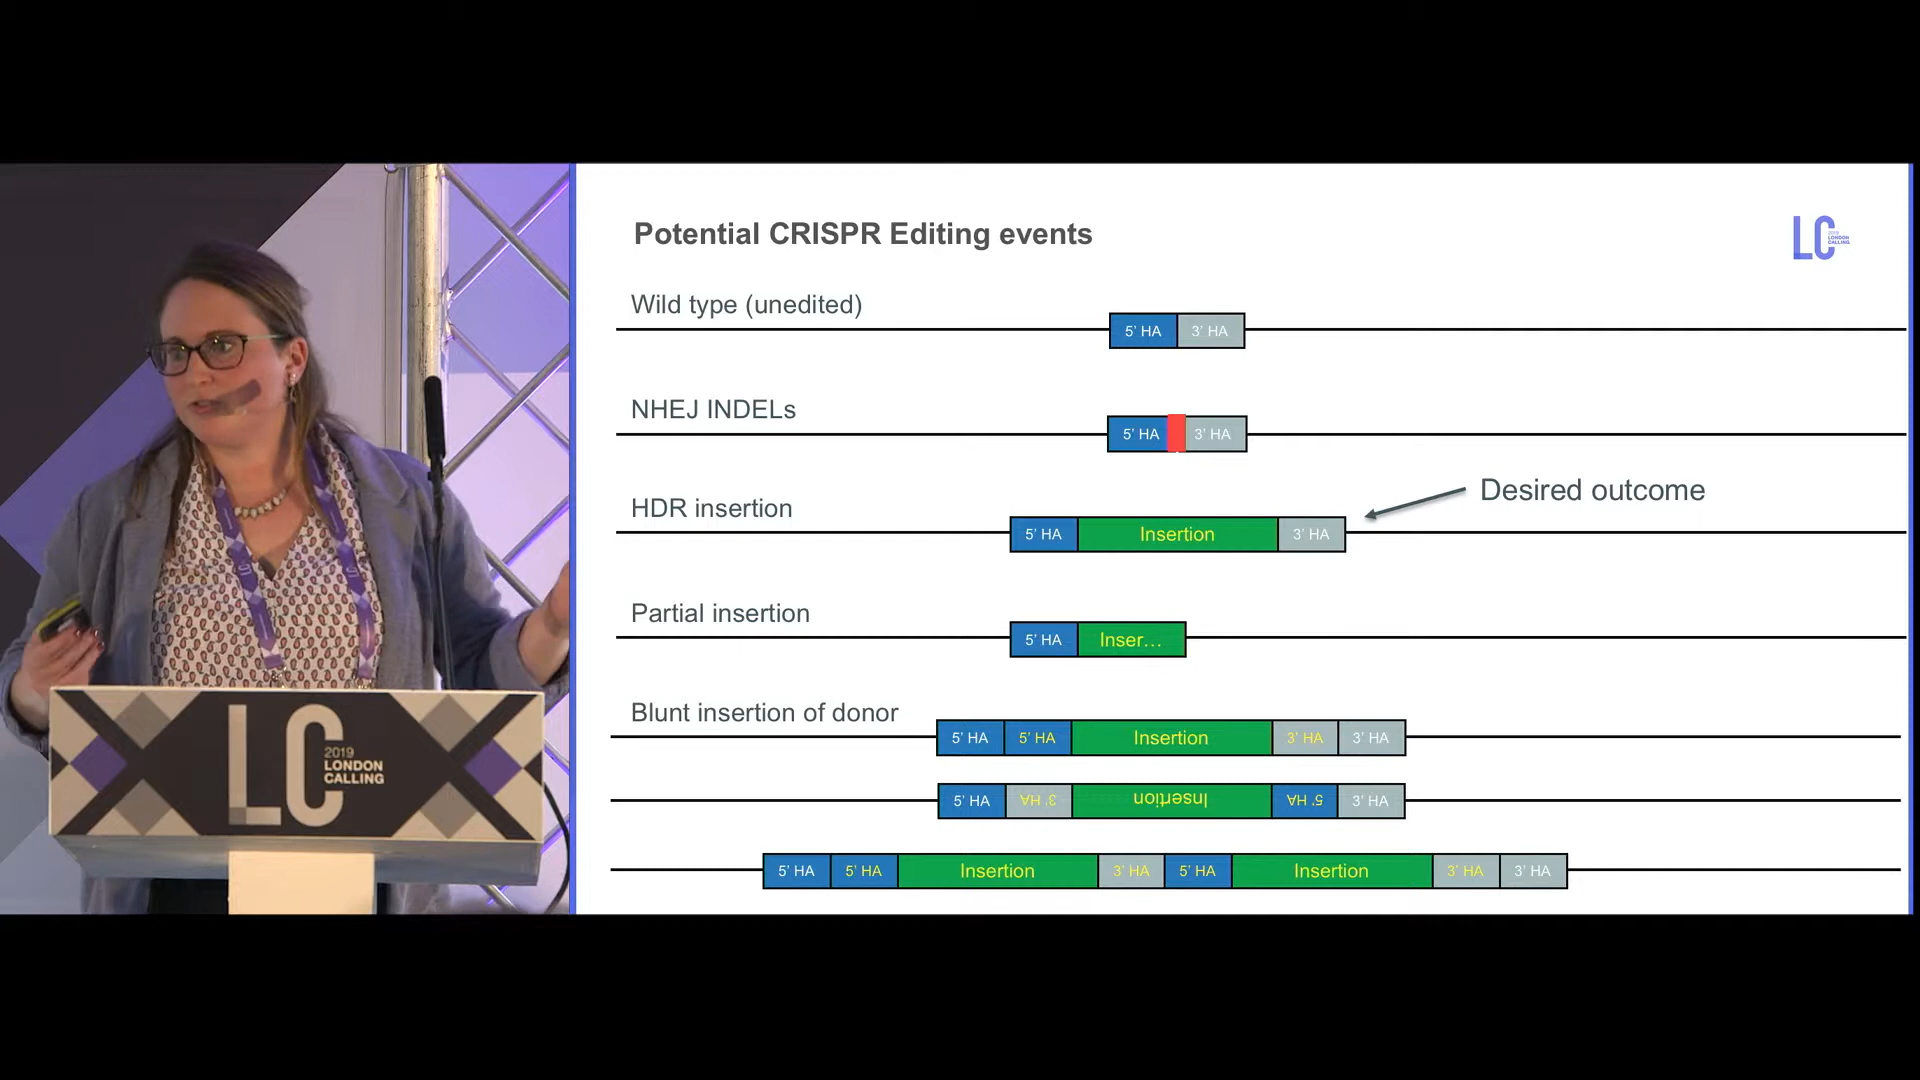 Potential CRISPR Editing events
LC
2019
LONDON
CALLING
Wild type (unedited)
5' HA 3' HA
NHEJ INDELs
5' HA 3' HA
Desired outcome
HDR insertion
5' HA Insertion 3' HA
Partial insertion
5' HA Inser…
Blunt insertion of donor
5' HA 5' HA Insertion 3' HA 3' HA
5' HA 3' HA Insertion 5' HA 3' HA
5' HA 5' HA Insertion 3' HA 5' HA Insertion 3' HA 3' HA
LC
2019
LONDON
CALLING